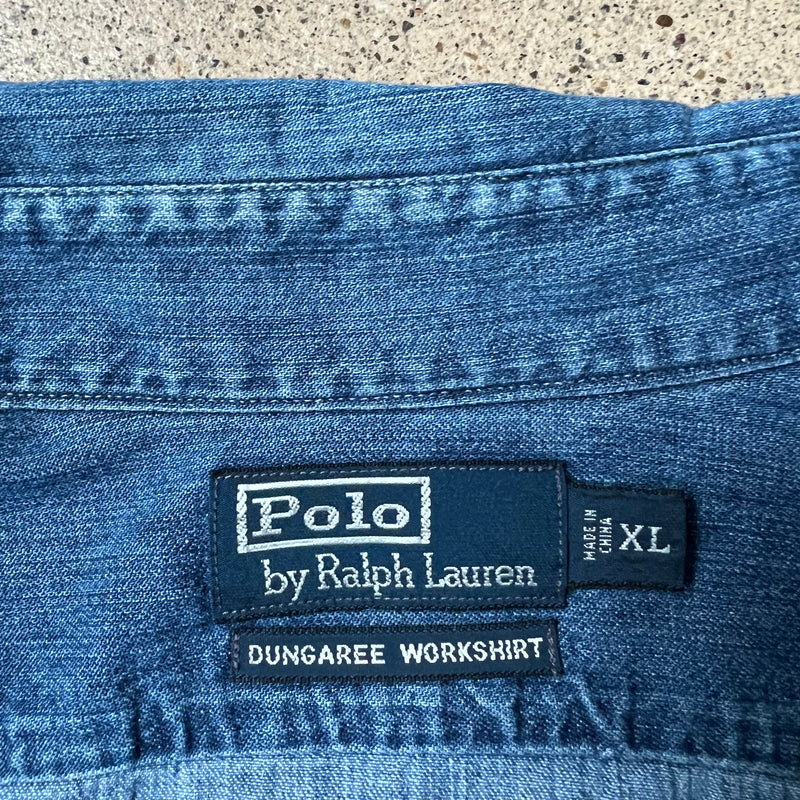 Polo
by Ralph Lauren
MADE IN
CHINA
XL
DUNGAREE WORKSHIRT